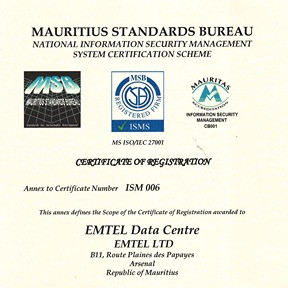 MAURITIUS STANDARDS BUREAU
NATIONAL INFORMATION SECURITY MANAGEMENT
SYSTEM CERTIFICATION SCHEME
MSB
MAURITIUS STANDARDS BUREAU
MSB
REGISTERED FIRM
ISMS
MAURITAS
ACCREDITATION
INFORMATION SECURITY
MANAGEMENT
CB001
MS ISO/IEC 27001
CERTIFICATE OF REGISTRATION
Annex to Certificate Number ISM 006
This annex defines the Scope of the Certificate of Registration awarded to
EMTEL Data Centre
EMTEL LTD
B11, Route Plaines des Papayes
Arsenal
Republic of Mauritius